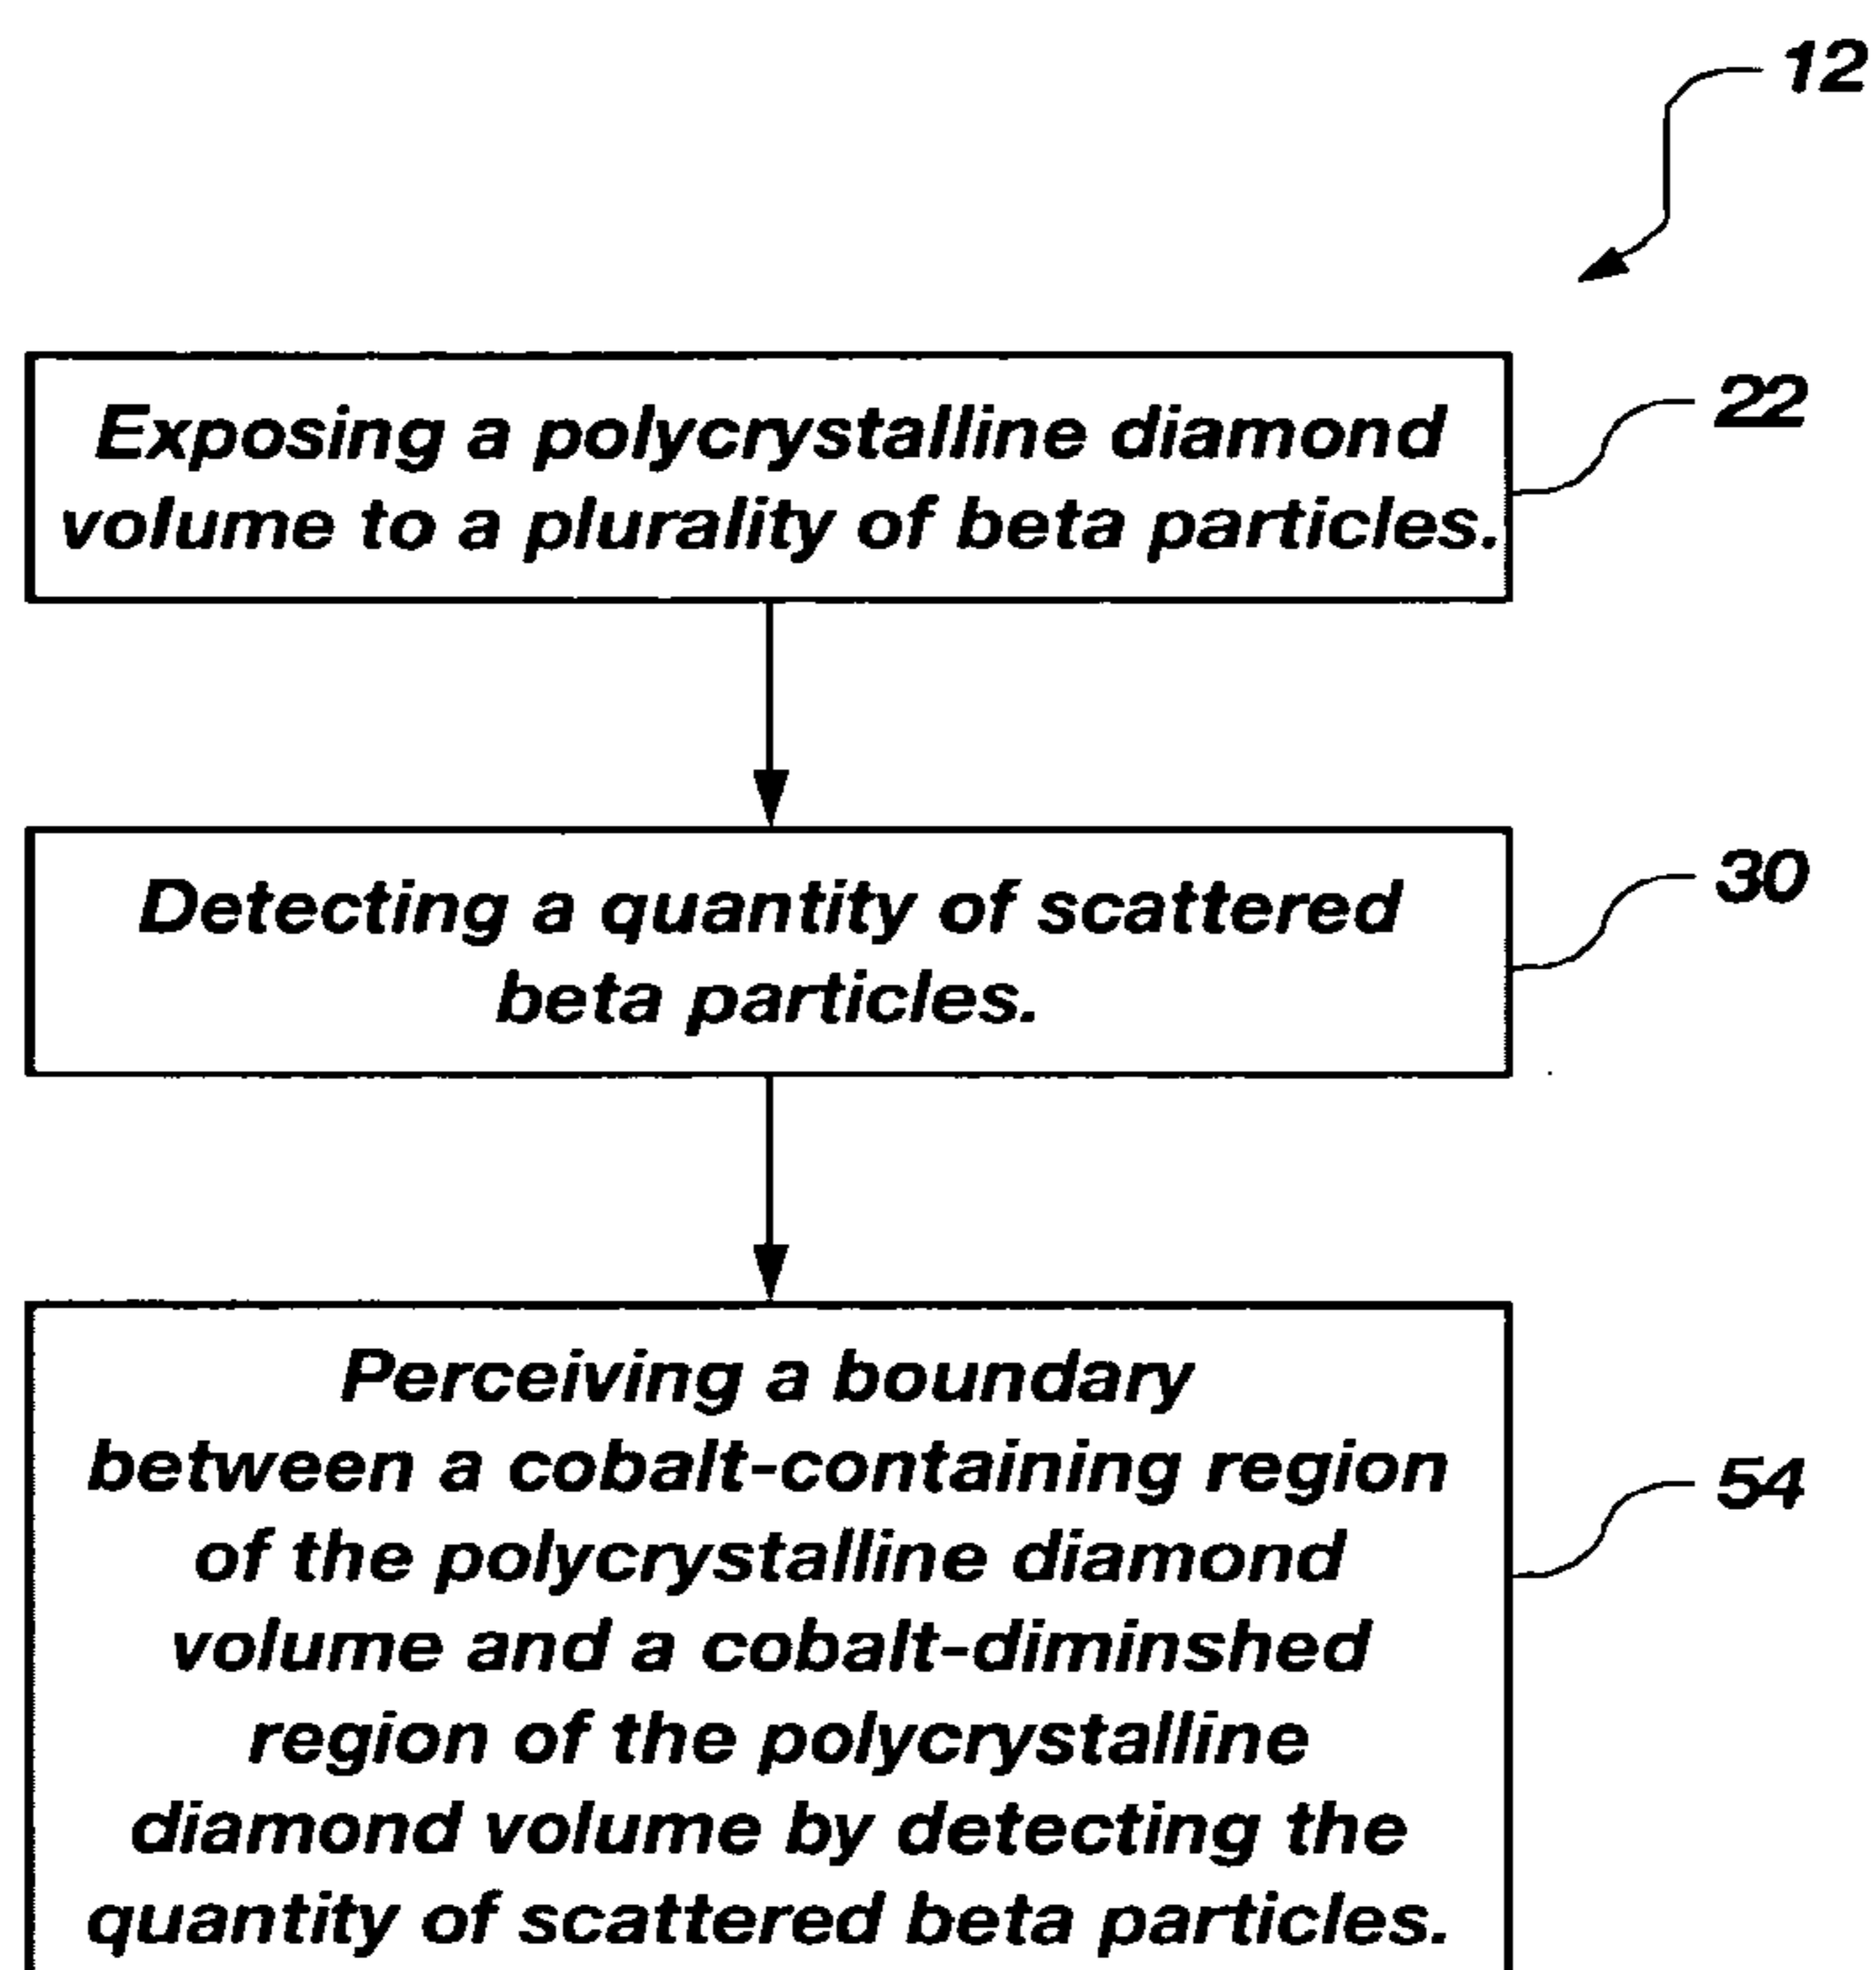 12
Exposing a polycrystalline diamond
volume to a plurality of beta particles.
22
Detecting a quantity of scattered
beta particles.
30
Perceiving a boundary
between a cobalt-containing region
of the polycrystalline diamond
volume and a cobalt-diminshed
region of the polycrystalline
diamond volume by detecting the
quantity of scattered beta particles.
54